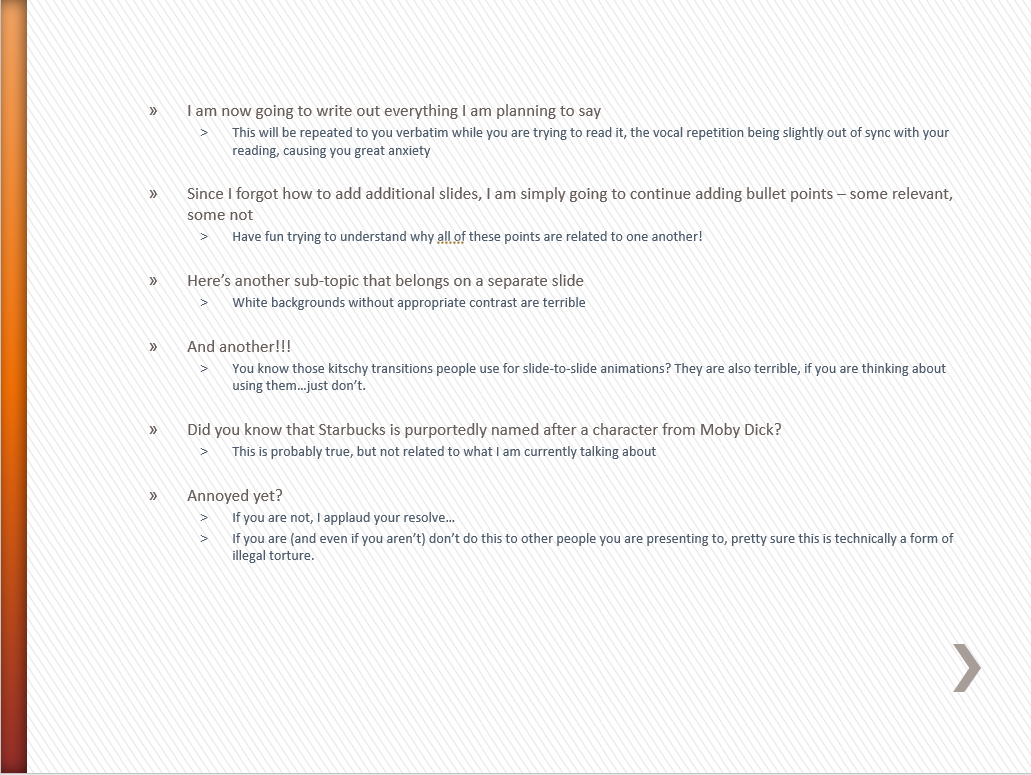 » I am now going to write out everything I am planning to say
> This will be repeated to you verbatim while you are trying to read it, the vocal repetition being slightly out of sync with your
reading, causing you great anxiety
» Since I forgot how to add additional slides, I am simply going to continue adding bullet points – some relevant,
some not
> Have fun trying to understand why all of these points are related to one another!
» Here’s another sub-topic that belongs on a separate slide
> White backgrounds without appropriate contrast are terrible
» And another!!!
> You know those kitschy transitions people use for slide-to-slide animations? They are also terrible, if you are thinking about
using them…just don’t.
» Did you know that Starbucks is purportedly named after a character from Moby Dick?
> This is probably true, but not related to what I am currently talking about
» Annoyed yet?
> If you are not, I applaud your resolve…
> If you are (and even if you aren’t) don’t do this to other people you are presenting to, pretty sure this is technically a form of
illegal torture.